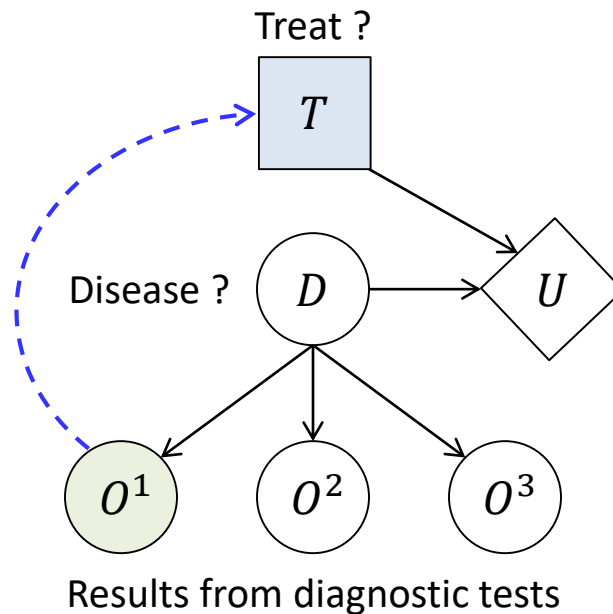 Treat ?
T
Disease ?
D
U
O¹
O²
O³
Results from diagnostic tests